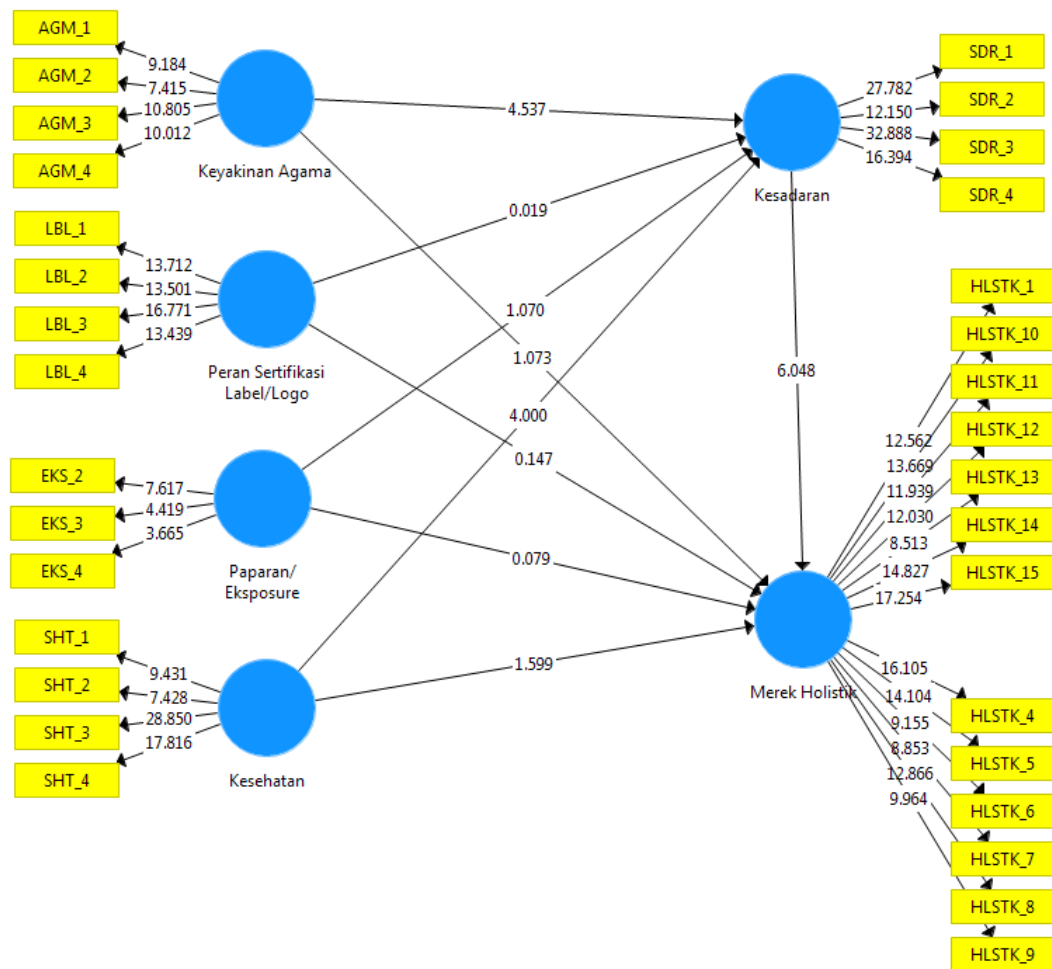 AGM_1
AGM_2
AGM_3
AGM_4
9.184
7.415
10.805
10.012
Keyakinan Agama
LBL_1
LBL_2
LBL_3
LBL_4
13.712
13.501
16.771
13.439
Peran Sertifikasi
Label/Logo
EKS_2
EKS_3
EKS_4
7.617
4.419
3.665
Paparan/
Eksposure
SHT_1
SHT_2
SHT_3
SHT_4
9.431
7.428
28.850
17.816
Kesehatan
4.537
0.019
1.070
1.073
4.000
0.147
0.079
1.599
6.048
Kesadaran
27.782
12.150
32.888
16.394
SDR_1
SDR_2
SDR_3
SDR_4
Merek Holistik
12.562
13.669
11.939
12.030
8.513
14.827
17.254
HLSTK_1
HLSTK_10
HLSTK_11
HLSTK_12
HLSTK_13
HLSTK_14
HLSTK_15
16.105
14.104
9.155
8.853
12.866
9.964
HLSTK_4
HLSTK_5
HLSTK_6
HLSTK_7
HLSTK_8
HLSTK_9